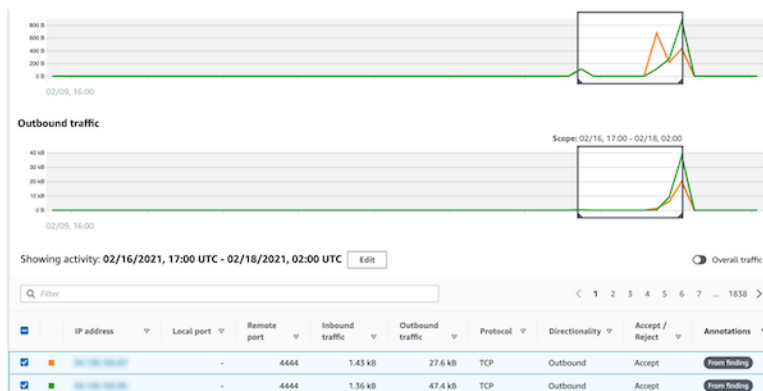 800 B
600 B
400 B
200 B
0 B
02/09, 16:00
Outbound traffic
Scope: 02/16, 17:00 - 02/18, 02:00
40 kB
30 kB
20 kB
10 kB
0 B
02/09, 16:00
Showing activity: 02/16/2021, 17:00 UTC - 02/18/2021, 02:00 UTC Edit Overall traffic
Filter < 1 2 3 4 5 6 7 ... 1838 >
IP address Local port Remote port Inbound traffic Outbound traffic Protocol Directionality Accept / Reject Annotations
- 4444 1.43 kB 27.6 kB TCP Outbound Accept From finding
- 4444 1.36 kB 47.4 kB TCP Outbound Accept From finding